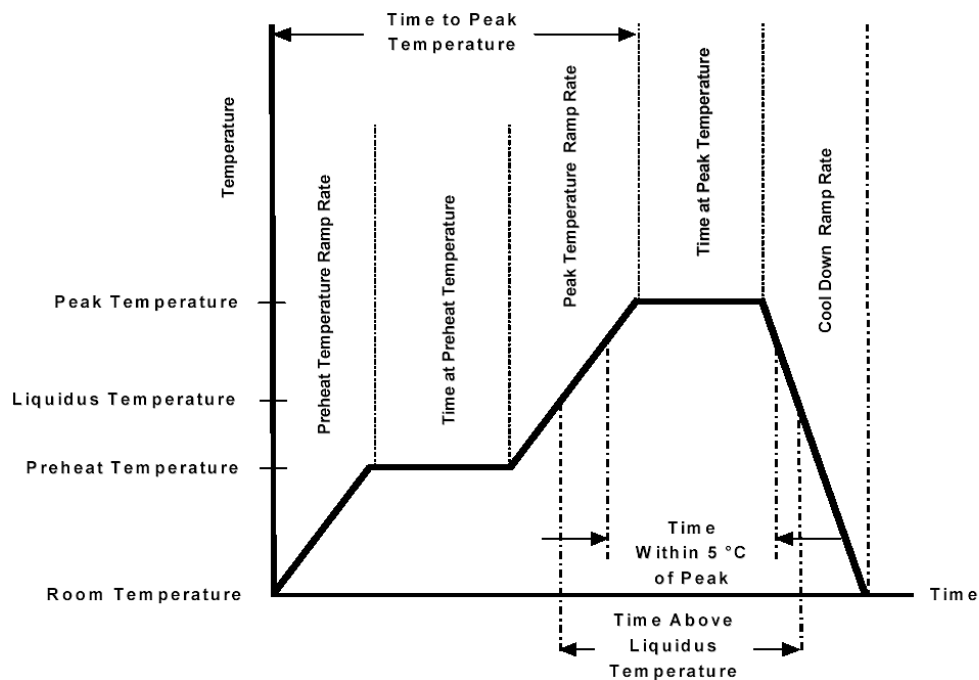 Time to Peak
Temperature
Temperature
Preheat Temperature Ramp Rate
Time at Preheat Temperature
Peak Temperature Ramp Rate
Time at Peak Temperature
Cool Down Ramp Rate
Peak Temperature
Liquidus Temperature
Preheat Temperature
Room Temperature
Time
Within 5 °C
of Peak
Time
Time Above
Liquidus
Temperature